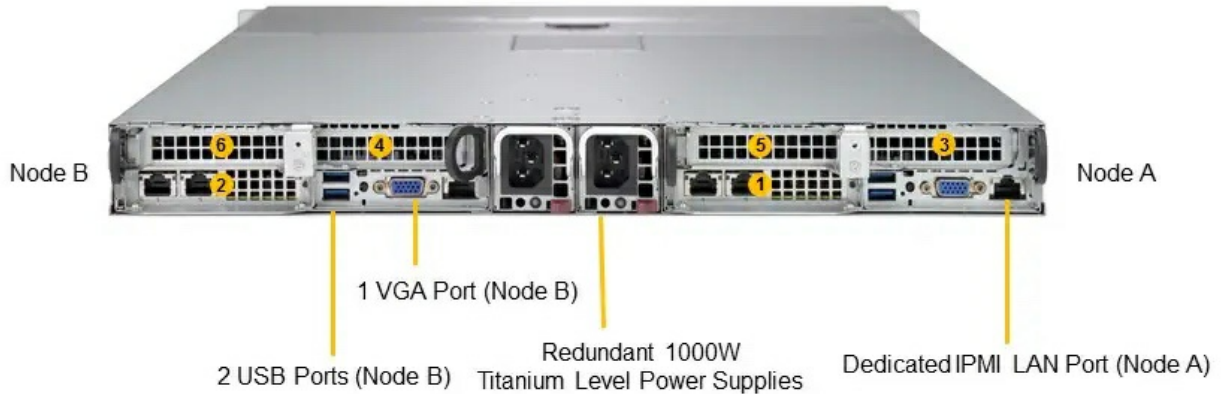 6
4
5
3
Node B
Node A
2
1
1 VGA Port (Node B)
Redundant 1000W
Titanium Level Power Supplies
2 USB Ports (Node B)
Dedicated IPMI LAN Port (Node A)